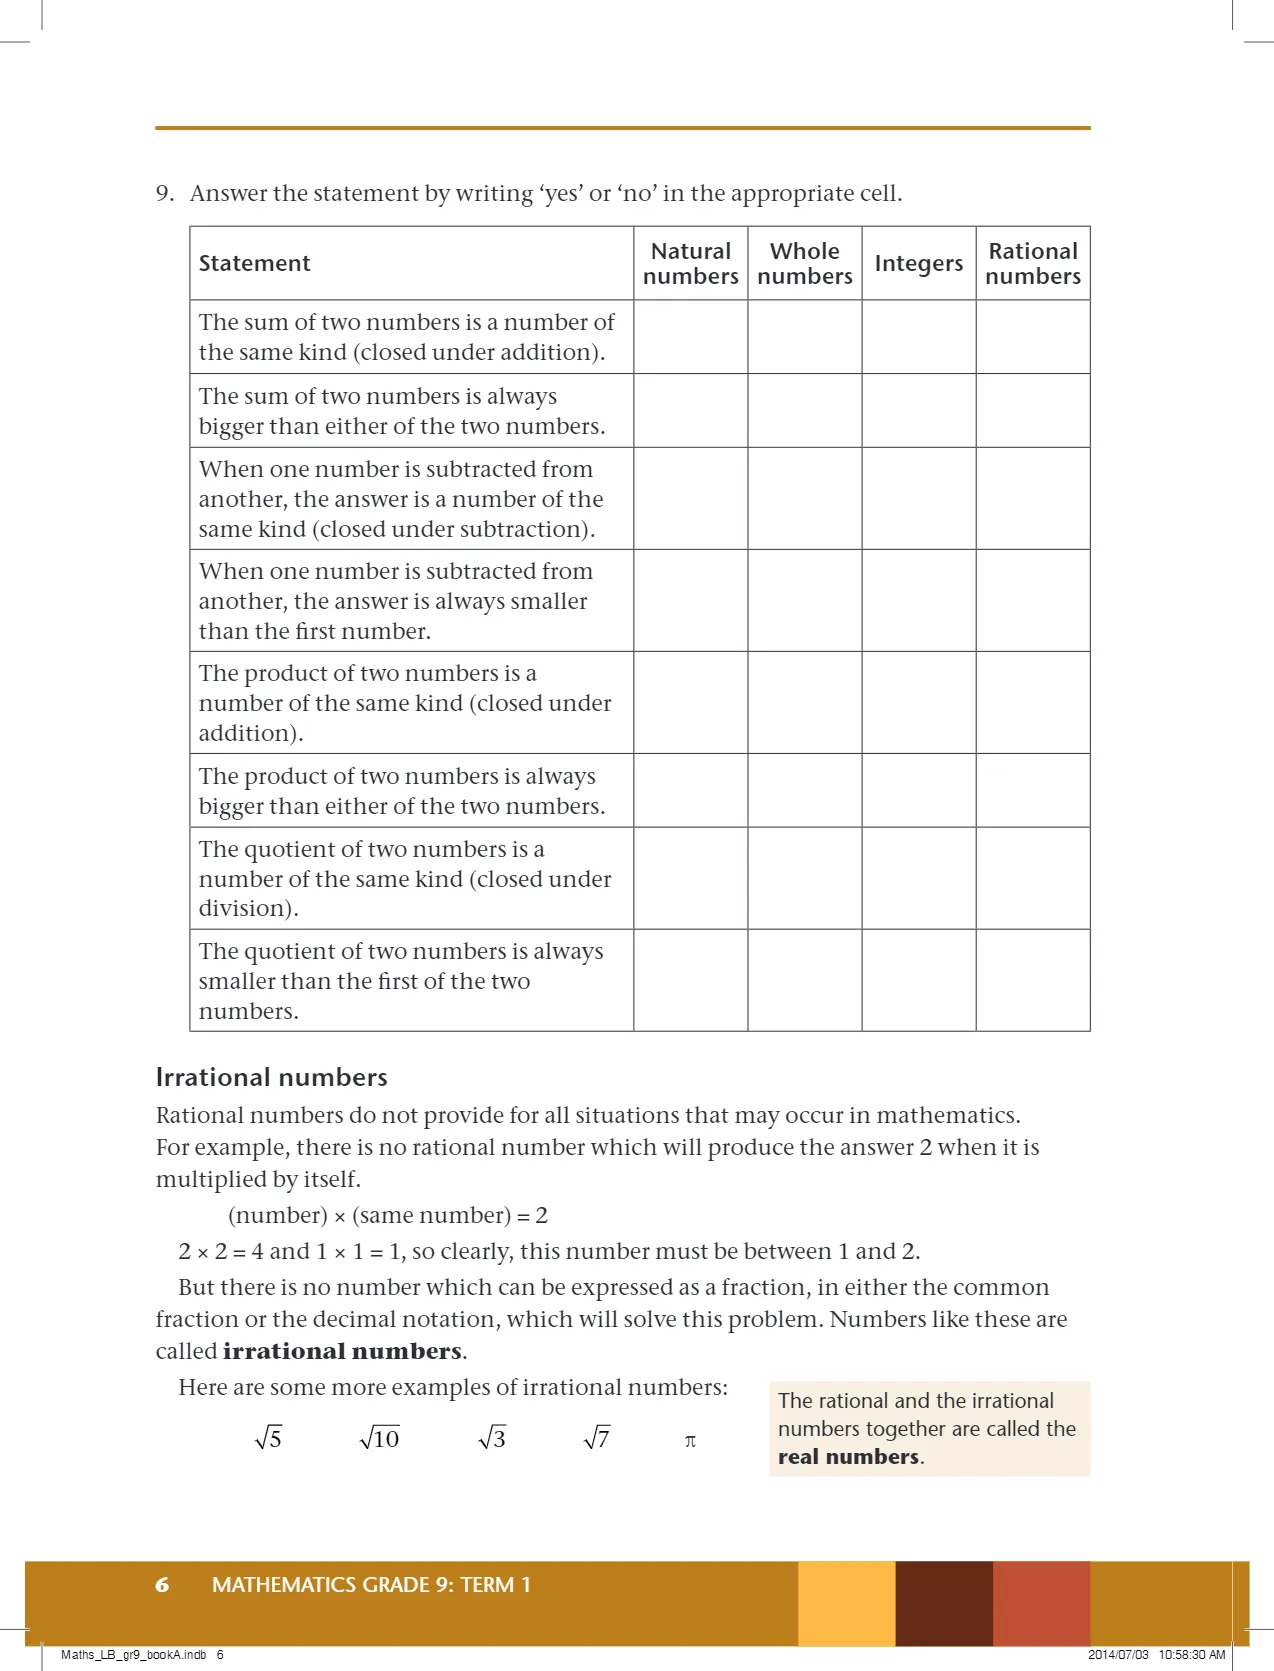 9. Answer the statement by writing ‘yes’ or ‘no’ in the appropriate cell.
Statement
Natural
numbers
Whole
numbers
Integers
Rational
numbers
The sum of two numbers is a number of
the same kind (closed under addition).
The sum of two numbers is always
bigger than either of the two numbers.
When one number is subtracted from
another, the answer is a number of the
same kind (closed under subtraction).
When one number is subtracted from
another, the answer is always smaller
than the first number.
The product of two numbers is a
number of the same kind (closed under
addition).
The product of two numbers is always
bigger than either of the two numbers.
The quotient of two numbers is a
number of the same kind (closed under
division).
The quotient of two numbers is always
smaller than the first of the two
numbers.
Irrational numbers
Rational numbers do not provide for all situations that may occur in mathematics.
For example, there is no rational number which will produce the answer 2 when it is
multiplied by itself.
(number) × (same number) = 2
2 × 2 = 4 and 1 × 1 = 1, so clearly, this number must be between 1 and 2.
But there is no number which can be expressed as a fraction, in either the common
fraction or the decimal notation, which will solve this problem. Numbers like these are
called irrational numbers.
Here are some more examples of irrational numbers:
√5 √10 √3 √7 π
The rational and the irrational
numbers together are called the
real numbers.
6 MATHEMATICS GRADE 9: TERM 1
Maths_LB_gr9_bookA.indb 6
2014/07/03 10:58:30 AM